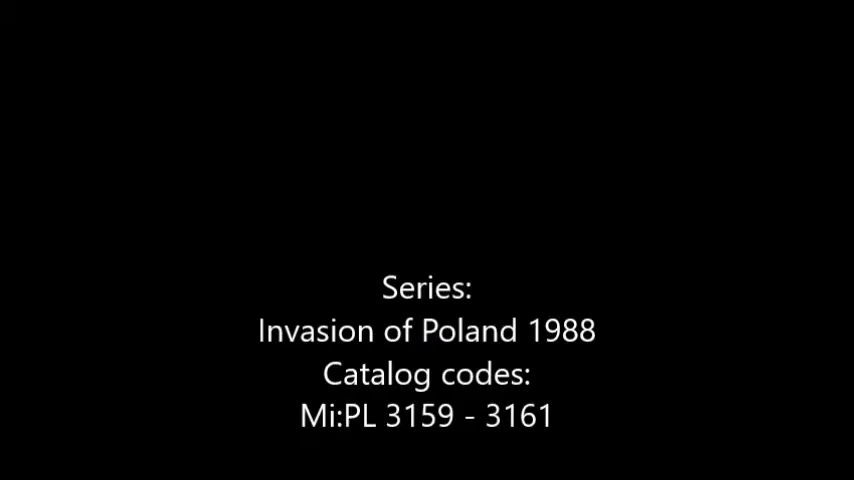 Series:
Invasion of Poland 1988
Catalog codes:
Mi:PL 3159 - 3161